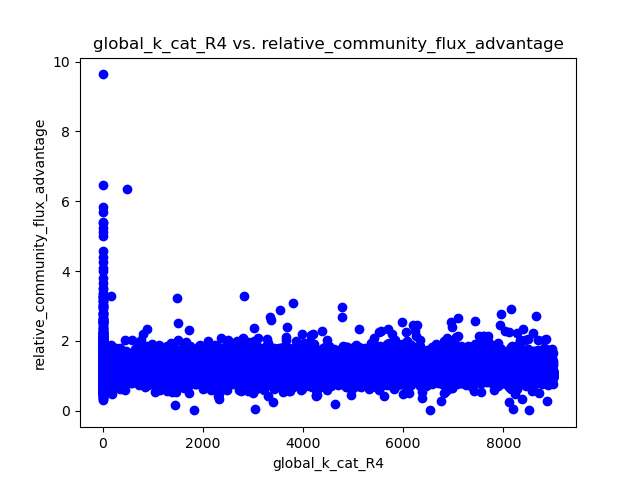 global_k_cat_R4 vs. relative_community_flux_advantage
10
8
6
4
2
0
relative_community_flux_advantage
0 2000 4000 6000 8000
global_k_cat_R4